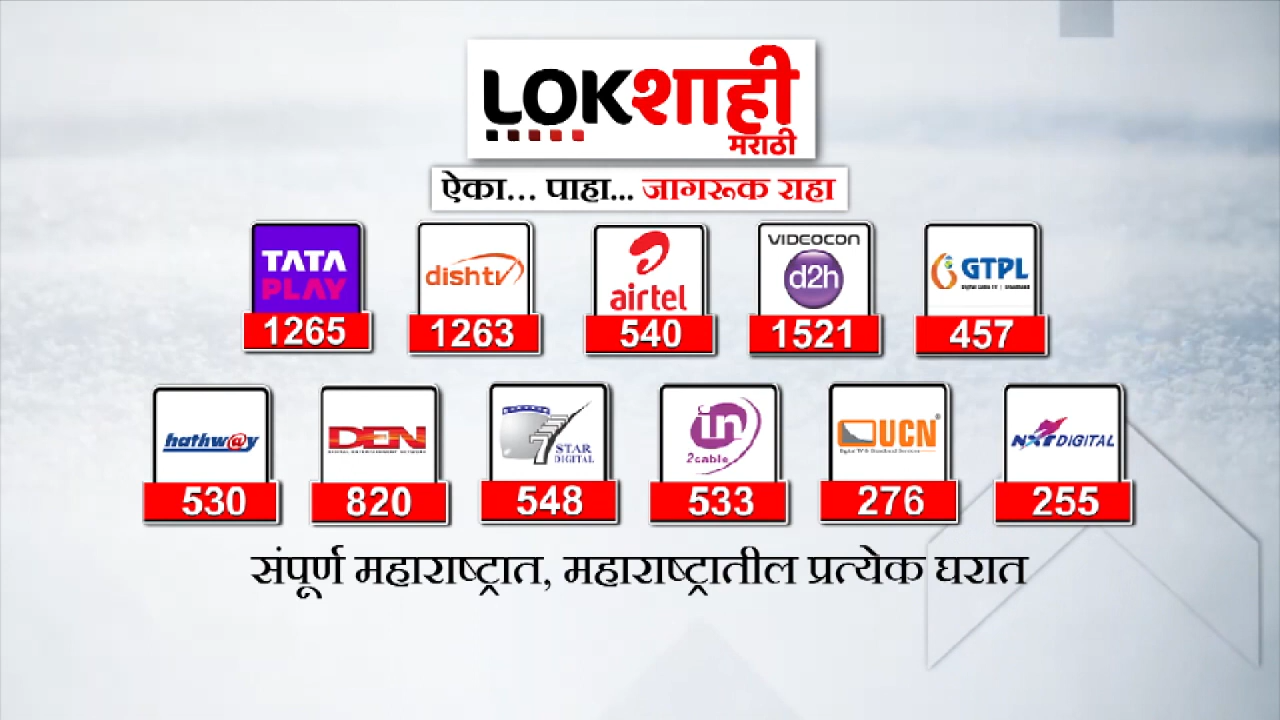 LOKशाही
मराठी
ऐका... पाहा... जागरूक राहा
TATA PLAY
dishtv
airtel
VIDEOCON d2h
GTPL
1265
1263
540
1521
457
hathw@y
DEN
7 STAR DIGITAL
in 2cable
UCN
NXT DIGITAL
530
820
548
533
276
255
संपूर्ण महाराष्ट्रात, महाराष्ट्रातील प्रत्येक घरात